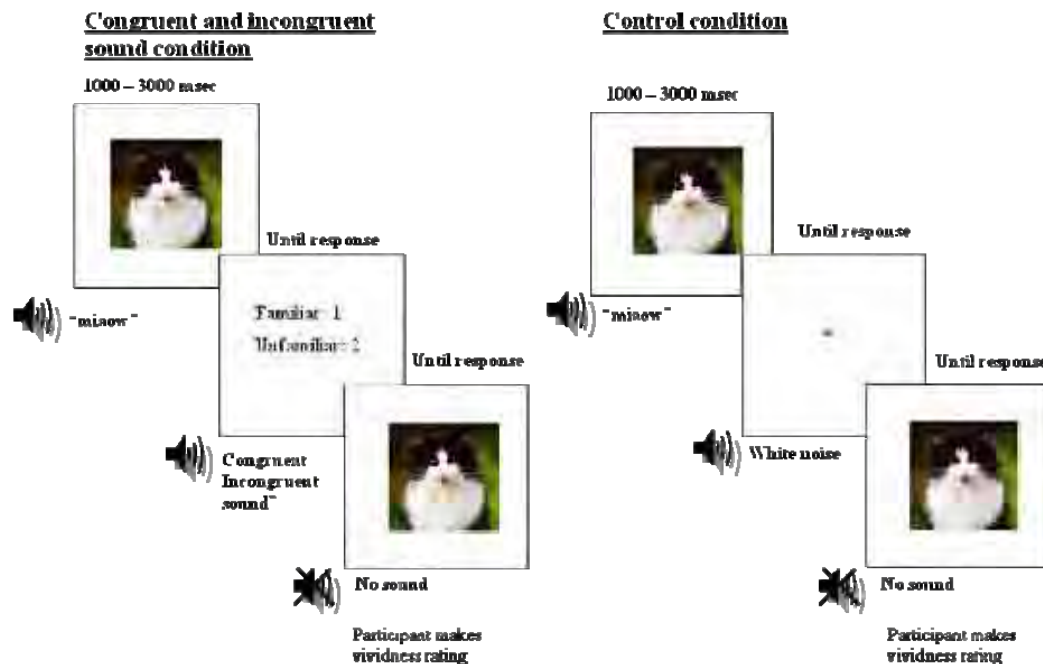 Congruent and incongruent
sound condition
1000 – 3000 msec
"miaow"
Until response
Familiar: 1
Unfamiliar: 2
Congruent
Incongruent
sound"
Until response
No sound
Participant makes
vividness rating
Control condition
1000 – 3000 msec
"miaow"
Until response
White noise
Until response
No sound
Participant makes
vividness rating